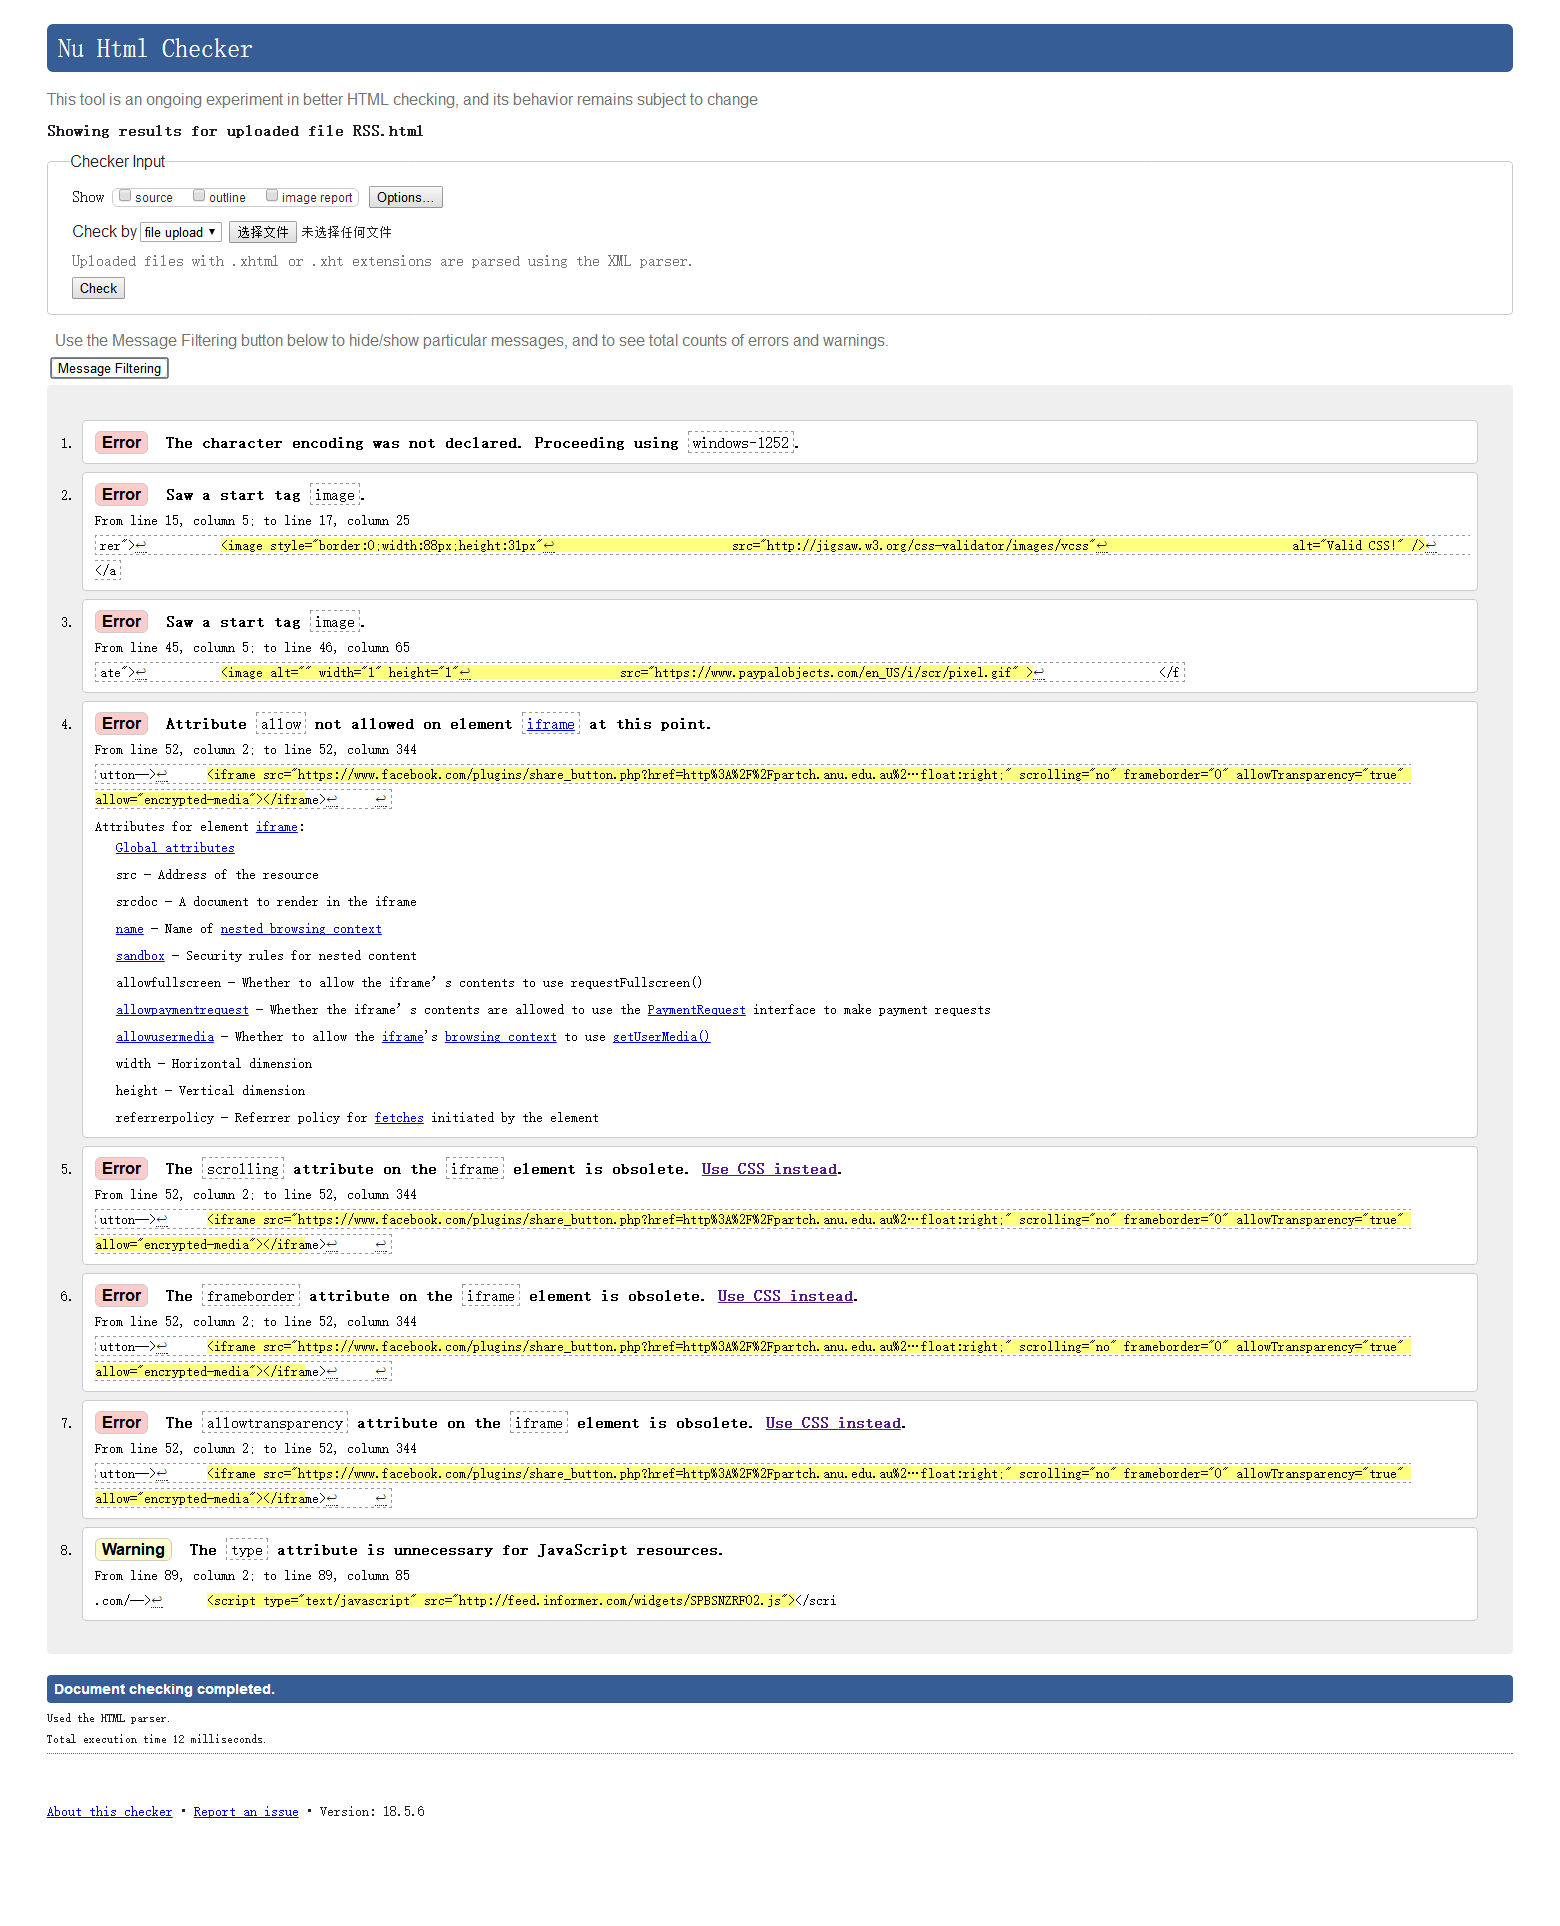 Nu Html Checker
This tool is an ongoing experiment in better HTML checking, and its behavior remains subject to change
Showing results for uploaded file RSS.html
Checker Input
Show source outline image report Options...
Check by file upload ▼ 选择文件 未选择任何文件
Uploaded files with .xhtml or .xht extensions are parsed using the XML parser.
Check
Use the Message Filtering button below to hide/show particular messages, and to see total counts of errors and warnings.
Message Filtering
1. Error The character encoding was not declared. Proceeding using windows-1252.
2. Error Saw a start tag image.
From line 15, column 5; to line 17, column 25
rer">↩ <image style="border:0;width:88px;height:31px"↩ src="http://jigsaw.w3.org/css-validator/images/vcss"↩ alt="Valid CSS!" />↩
</a
3. Error Saw a start tag image.
From line 45, column 5; to line 46, column 65
ate">↩ <image alt="" width="1" height="1"↩ src="https://www.paypalobjects.com/en_US/i/scr/pixel.gif" >↩ </f
4. Error Attribute allow not allowed on element iframe at this point.
From line 52, column 2; to line 52, column 344
utton-->↩ <iframe src="https://www.facebook.com/plugins/share_button.php?href=http%3A%2F%2Fpartch.anu.edu.au%2…float:right;" scrolling="no" frameborder="0" allowTransparency="true"
allow="encrypted-media"></iframe>↩ ↩
Attributes for element iframe:
Global attributes
src — Address of the resource
srcdoc — A document to render in the iframe
name — Name of nested browsing context
sandbox — Security rules for nested content
allowfullscreen — Whether to allow the iframe’s contents to use requestFullscreen()
allowpaymentrequest — Whether the iframe’s contents are allowed to use the PaymentRequest interface to make payment requests
allowusermedia — Whether to allow the iframe's browsing context to use getUserMedia()
width — Horizontal dimension
height — Vertical dimension
referrerpolicy — Referrer policy for fetches initiated by the element
5. Error The scrolling attribute on the iframe element is obsolete. Use CSS instead.
From line 52, column 2; to line 52, column 344
utton-->↩ <iframe src="https://www.facebook.com/plugins/share_button.php?href=http%3A%2F%2Fpartch.anu.edu.au%2…float:right;" scrolling="no" frameborder="0" allowTransparency="true"
allow="encrypted-media"></iframe>↩ ↩
6. Error The frameborder attribute on the iframe element is obsolete. Use CSS instead.
From line 52, column 2; to line 52, column 344
utton-->↩ <iframe src="https://www.facebook.com/plugins/share_button.php?href=http%3A%2F%2Fpartch.anu.edu.au%2…float:right;" scrolling="no" frameborder="0" allowTransparency="true"
allow="encrypted-media"></iframe>↩ ↩
7. Error The allowtransparency attribute on the iframe element is obsolete. Use CSS instead.
From line 52, column 2; to line 52, column 344
utton-->↩ <iframe src="https://www.facebook.com/plugins/share_button.php?href=http%3A%2F%2Fpartch.anu.edu.au%2…float:right;" scrolling="no" frameborder="0" allowTransparency="true"
allow="encrypted-media"></iframe>↩ ↩
8. Warning The type attribute is unnecessary for JavaScript resources.
From line 89, column 2; to line 89, column 85
.com/-->↩ <script type="text/javascript" src="http://feed.informer.com/widgets/SPBSNZRFO2.js"></scri
Document checking completed.
Used the HTML parser.
Total execution time 12 milliseconds.
About this checker • Report an issue • Version: 18.5.6